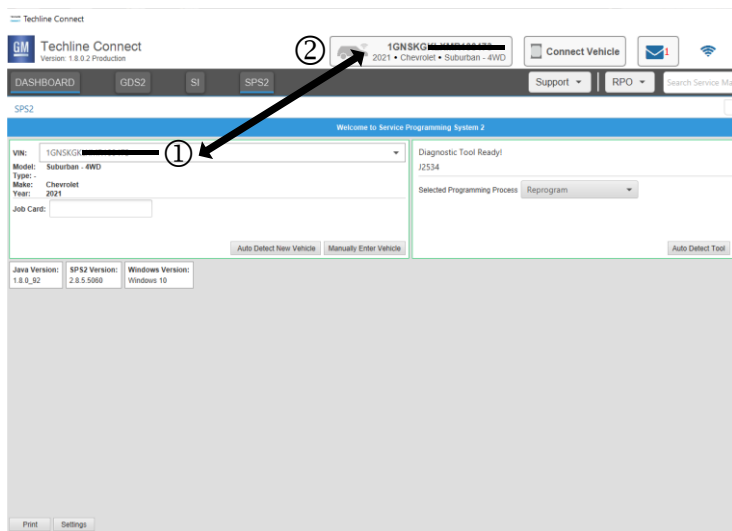 Techline Connect
GM
Techline Connect
Version: 1.8.0.2 Production
②
1GNSKGKL
2021 • Chevrolet • Suburban - 4WD
Connect Vehicle
1
DASHBOARD
GDS2
SI
SPS2
Support
RPO
Search Service Ma
SPS2
Welcome to Service Programming System 2
VIN:
1GNSKGK
①
Model: Suburban - 4WD
Type: -
Make: Chevrolet
Year: 2021
Job Card:
Auto Detect New Vehicle
Manually Enter Vehicle
Diagnostic Tool Ready!
J2534
Selected Programming Process
Reprogram
Auto Detect Tool
Java Version:
1.8.0_92
SPS2 Version:
2.8.5.5060
Windows Version:
Windows 10
Print
Settings